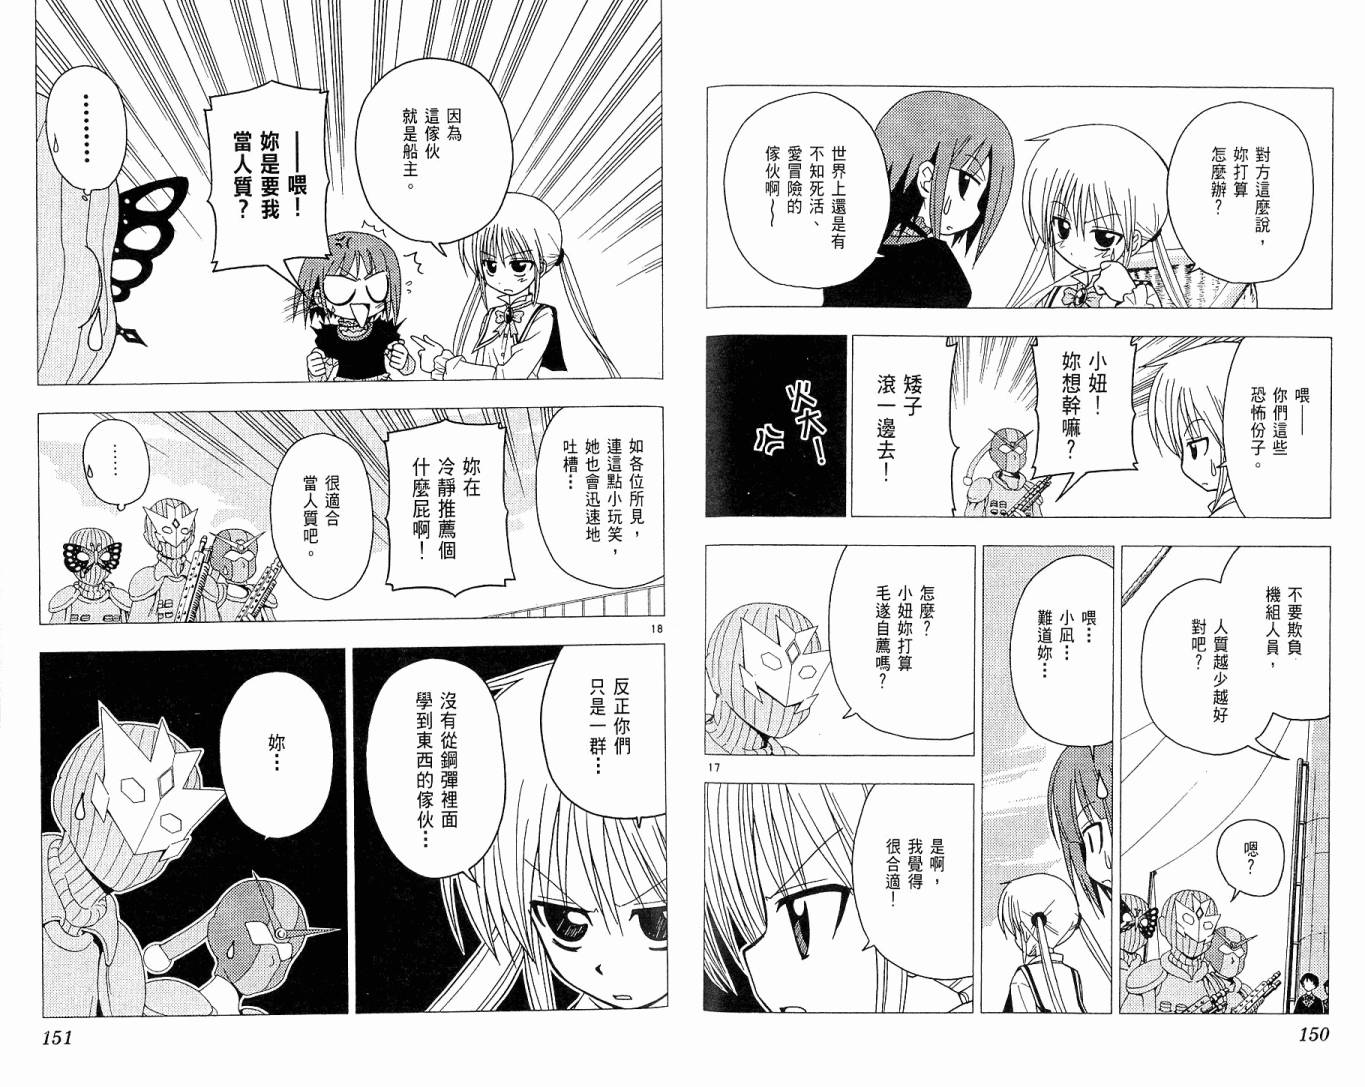 對方這麼說，
妳打算
怎麼辦？
世界上還是有
不知死活、
愛冒險的
傢伙啊～
喂——
你們這些
恐怖份子。
小妞！
妳想幹嘛？
矮子
滾一邊去！
火大！
不要欺負
機組人員，
人質越少越好
對吧？
嗯？
喂…
小凪…
難道妳…
怎麼？
小妞妳打算
毛遂自薦嗎？
17
是啊，
我覺得
很合適！
150
因為
這傢伙
就是船主。
——喂！
妳是要我
當人質？
………
如各位所見，
連這點小玩笑，
她也會迅速地
吐槽…
妳在
冷靜推薦個
什麼屁啊！
很適合
當人質吧。
……
18
反正你們
只是一群…
沒有從鋼彈裡面
學到東西的傢伙…
妳…
151